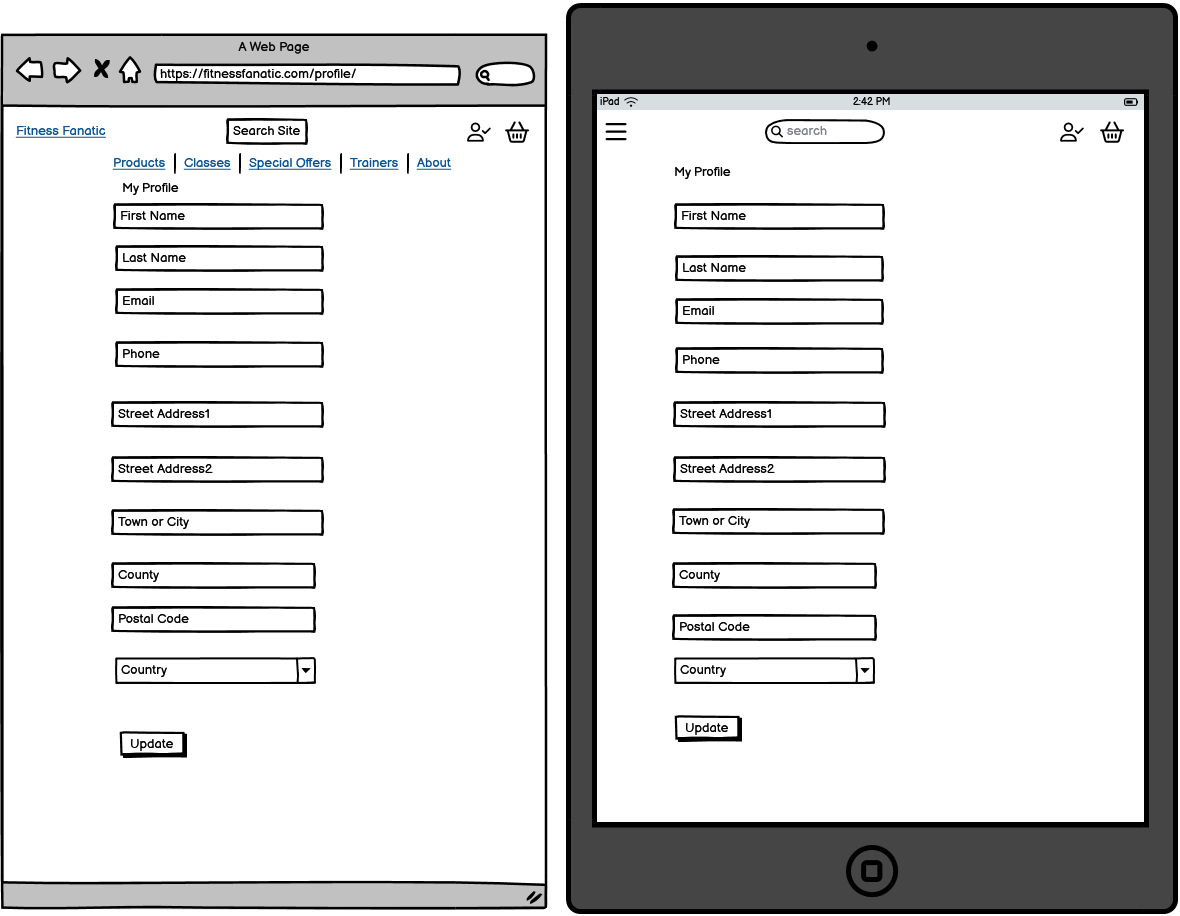 A Web Page
https://fitnessfanatic.com/profile/
Fitness Fanatic
Search Site
Products
Classes
Special Offers
Trainers
About
My Profile
First Name
Last Name
Email
Phone
Street Address1
Street Address2
Town or City
County
Postal Code
Country
Update
iPad
2:42 PM
search
My Profile
First Name
Last Name
Email
Phone
Street Address1
Street Address2
Town or City
County
Postal Code
Country
Update